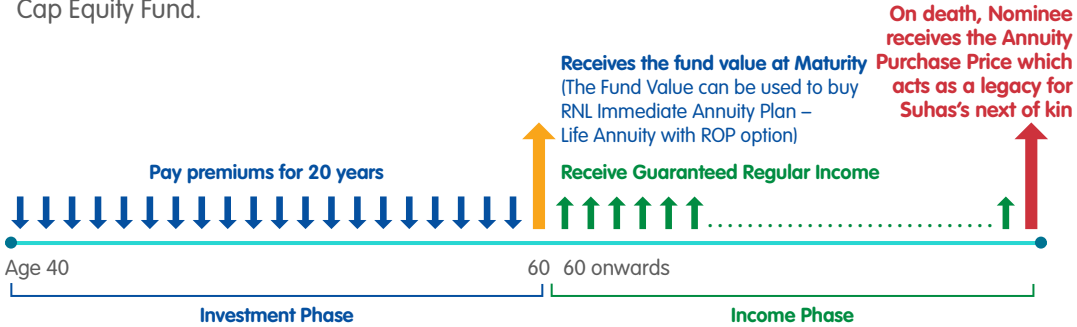 Cap Equity Fund.
On death, Nominee
receives the Annuity
Purchase Price which
acts as a legacy for
Suhas's next of kin
Receives the fund value at Maturity
(The Fund Value can be used to buy
RNL Immediate Annuity Plan –
Life Annuity with ROP option)
Pay premiums for 20 years
Receive Guaranteed Regular Income
Age 40
60
60 onwards
Investment Phase
Income Phase